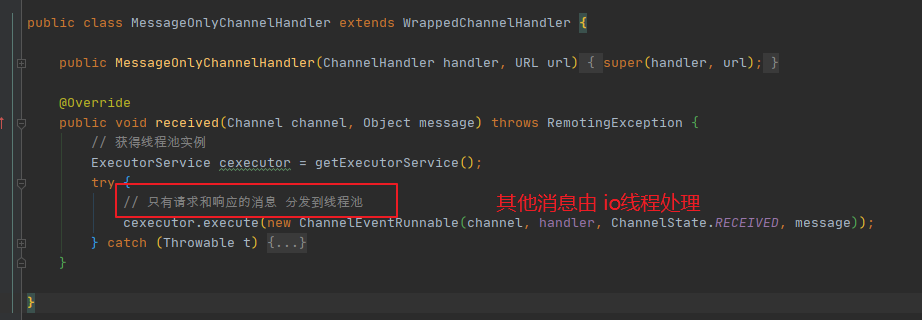 public class MessageOnlyChannelHandler extends WrappedChannelHandler {
public MessageOnlyChannelHandler(ChannelHandler handler, URL url) { super(handler, url); }
@Override
public void received(Channel channel, Object message) throws RemotingException {
// 获得线程池实例
ExecutorService cexecutor = getExecutorService();
try {
// 只有请求和响应的消息 分发到线程池
其他消息由 io线程处理
cexecutor.execute(new ChannelEventRunnable(channel, handler, ChannelState.RECEIVED, message));
} catch (Throwable t) {...}
}
}